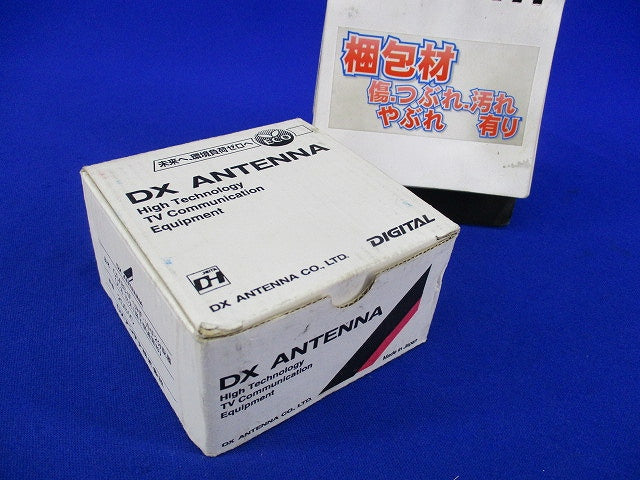 梱包材
傷.つぶれ.汚れ
やぶれ 有り
未来へ、環境負荷ゼロへ
DX ANTENNA
High Technology
TV Communication
Equipment
DIGITAL
DH
DX ANTENNA CO., LTD.
DX ANTENNA
High Technology
TV Communication
Equipment
Made in Japan
DX ANTENNA CO., LTD.